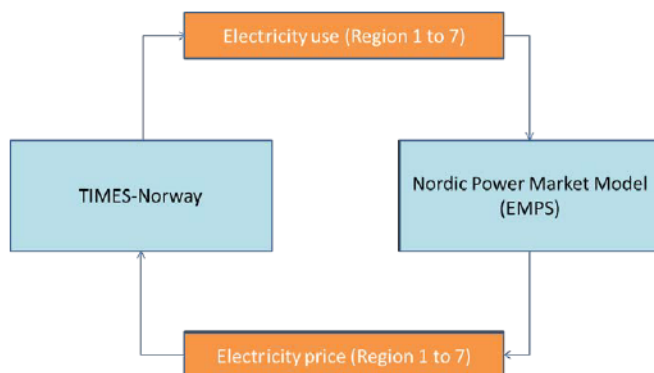 Electricity use (Region 1 to 7)
TIMES-Norway
Nordic Power Market Model
(EMPS)
Electricity price (Region 1 to 7)